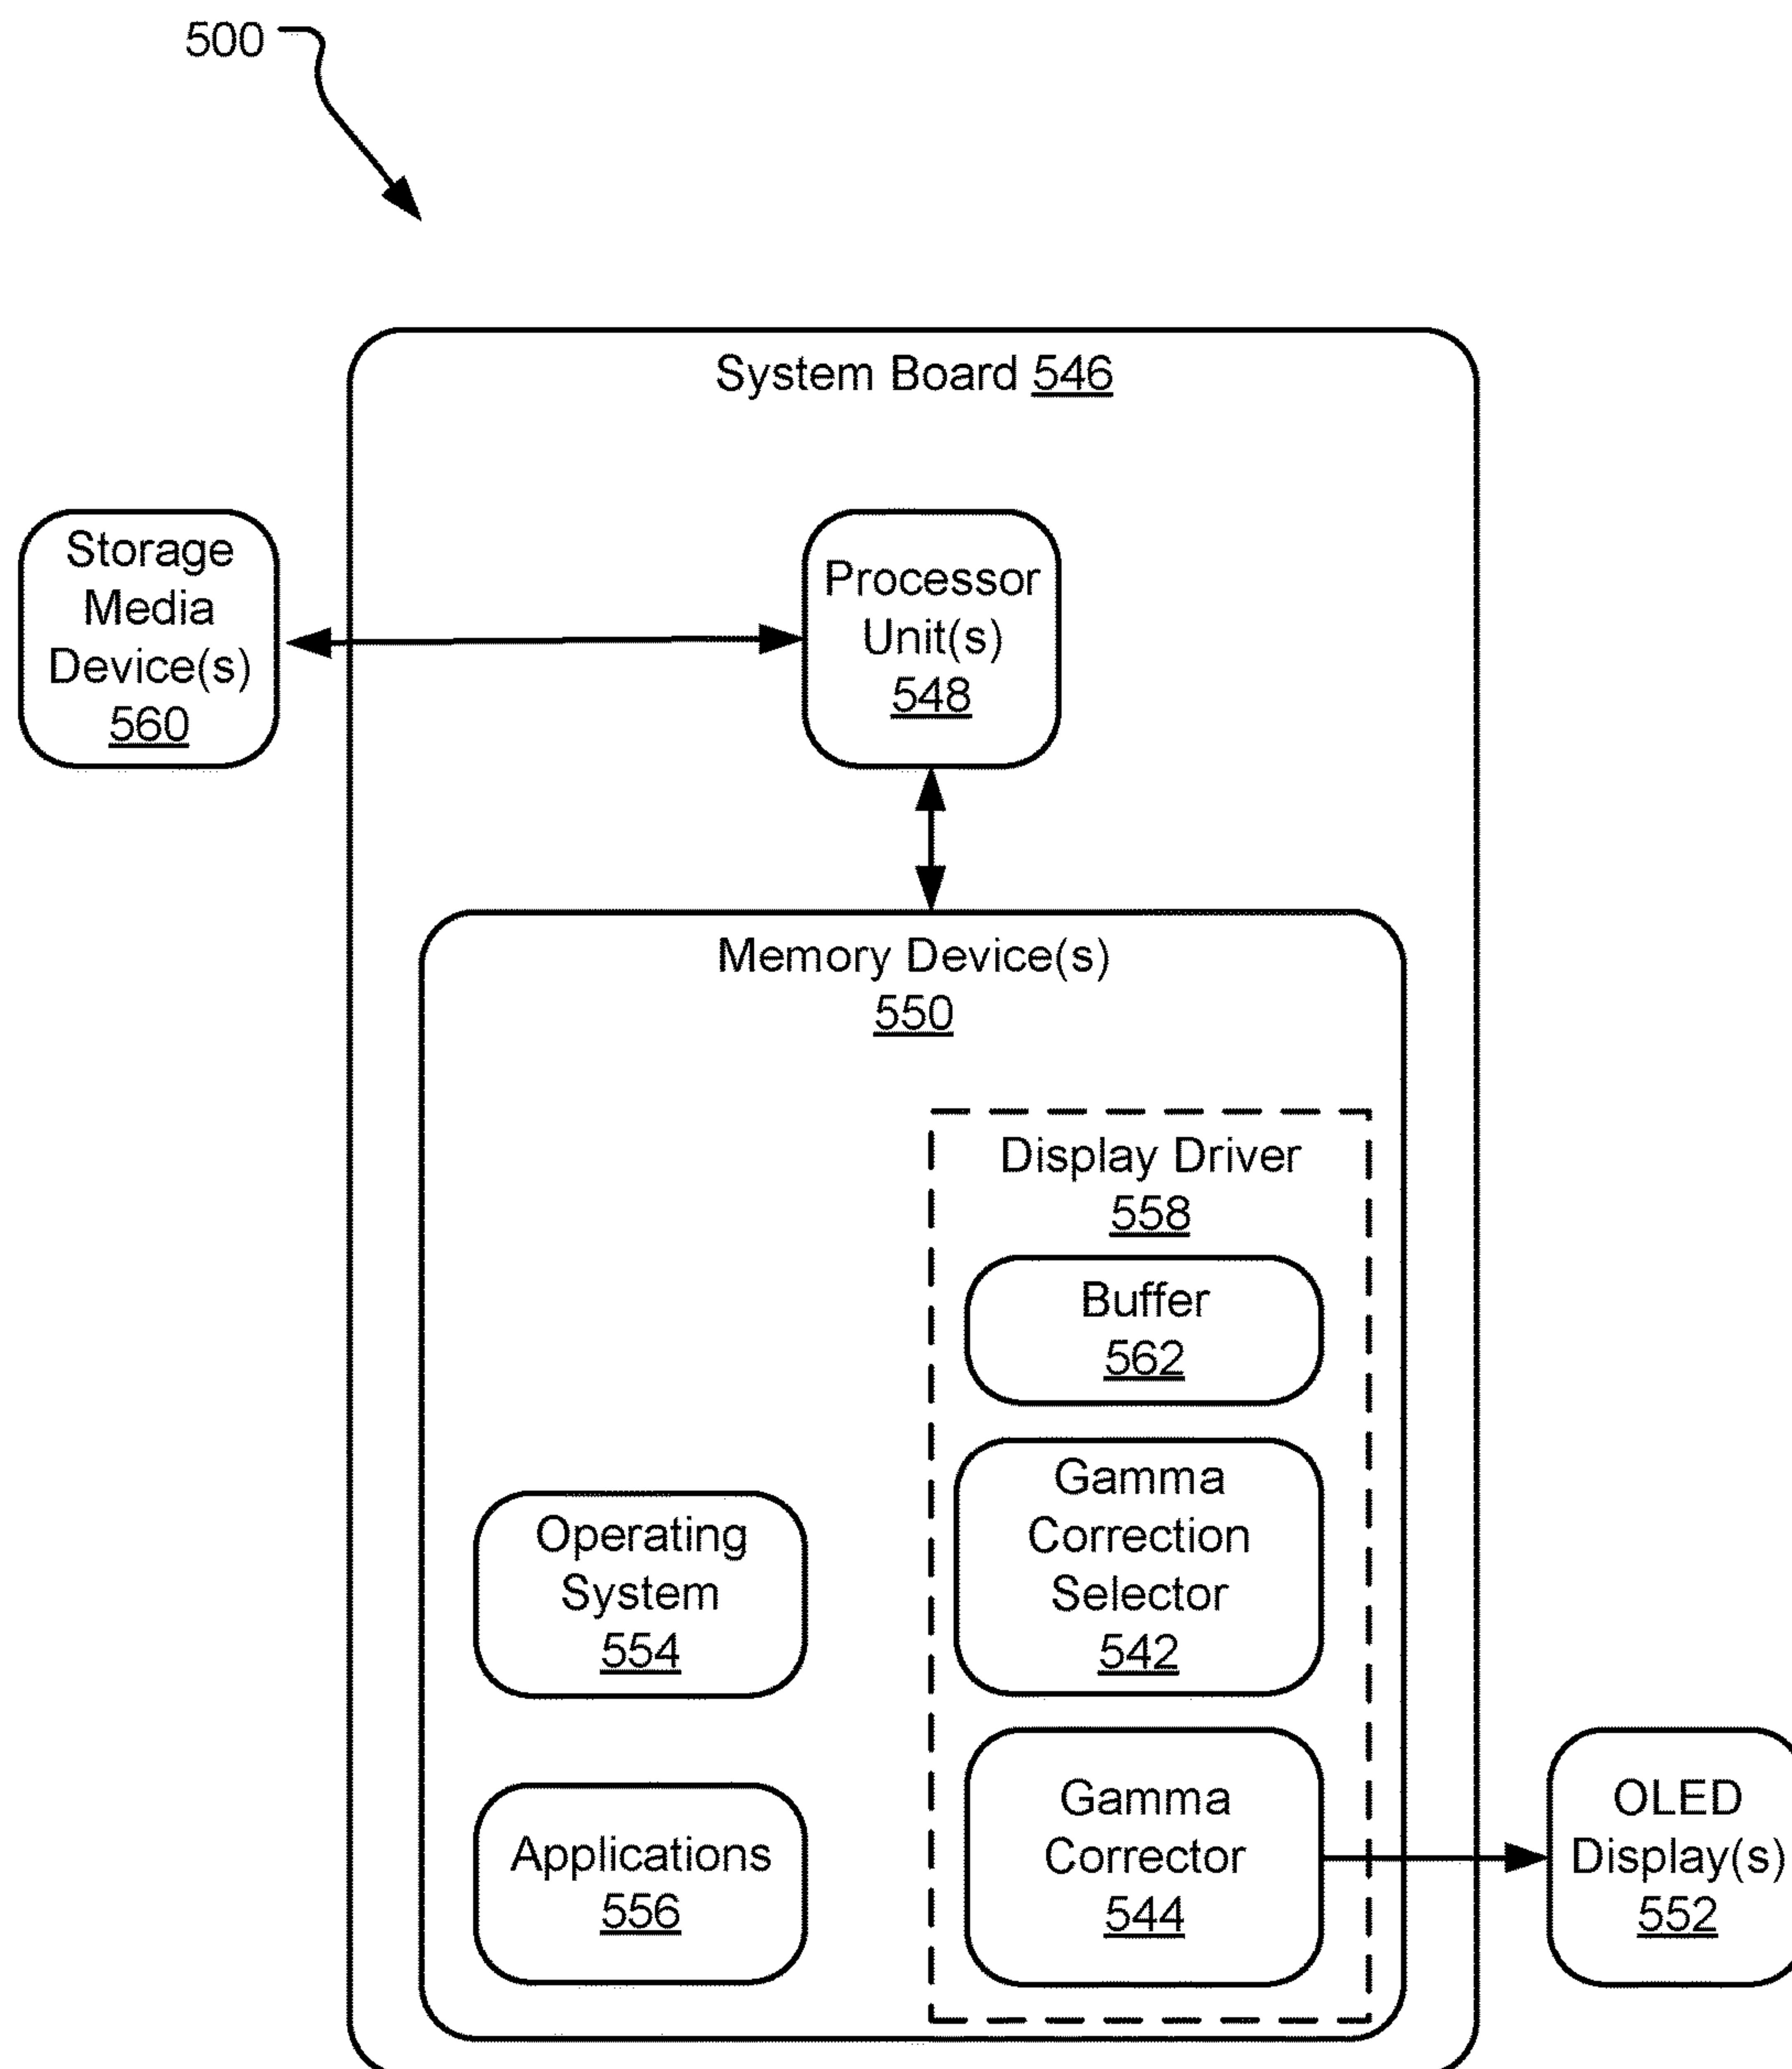 500
System Board 546
Storage
Media
Device(s)
560
Processor
Unit(s)
548
Memory Device(s)
550
Display Driver
558
Buffer
562
Gamma
Correction
Selector
542
Operating
System
554
Gamma
Corrector
544
Applications
556
OLED
Display(s)
552